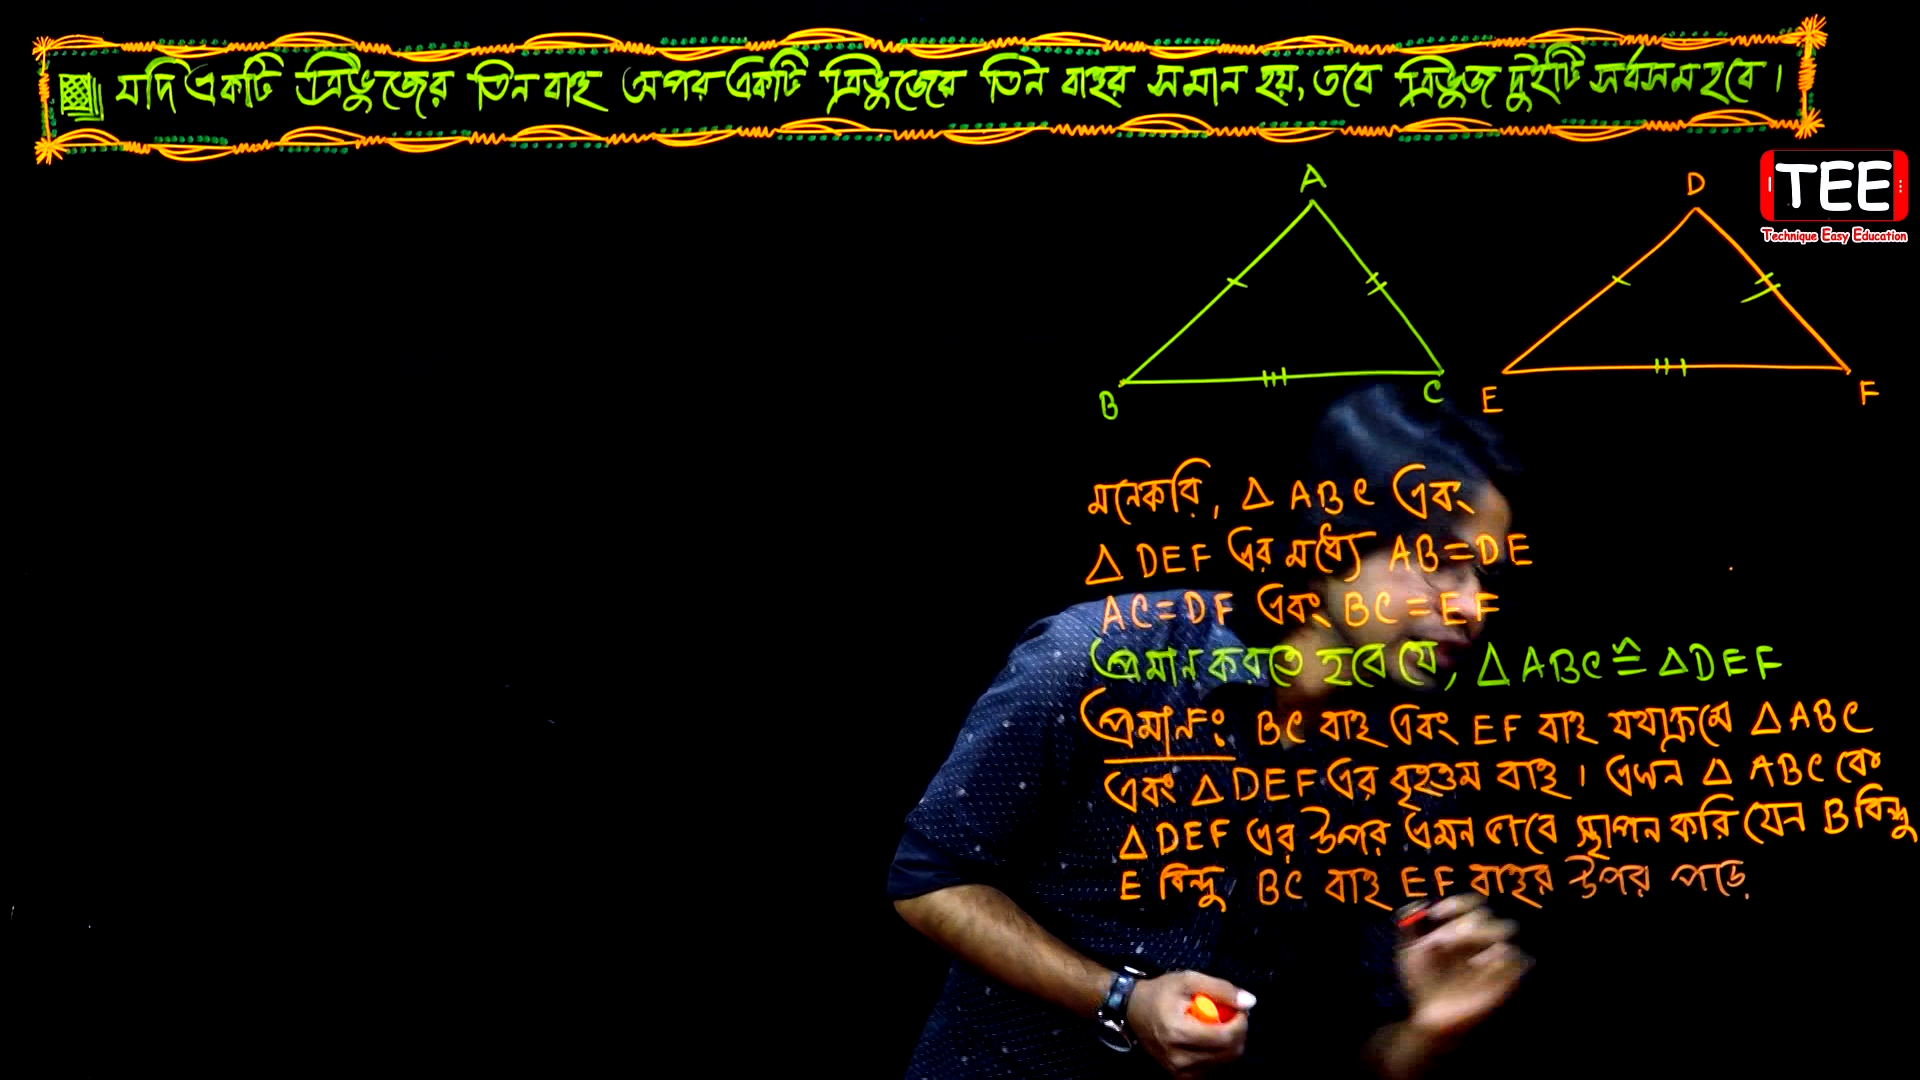 যদি একটি ত্রিভুজের তিন বাহু অপর একটি ত্রিভুজের তিন বাহুর সমান হয়, তবে ত্রিভুজ দুইটি সর্বসম হবে।
TEE
Technique Easy Education
A
D
B
C
E
F
মনেকরি, △ ABC এবং
△ DEF এর মধ্যে AB=DE
AC=DF এবং BC=EF
প্রমান করতে হবে যে, △ABC≅△DEF
প্রমানঃ BC বাহু এবং EF বাহু যথাক্রমে △ABC
এবং △DEF এর বৃহত্তম বাহু। এখন △ABC কে
△DEF এর উপর এমন ভাবে স্থাপন করি যেন B বিন্দু
E বিন্দু BC বাহু EF বাহুর উপর পড়ে